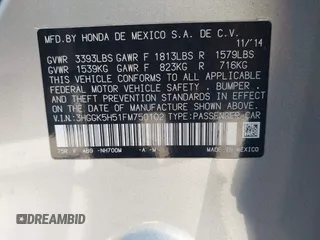 MFD.BY HONDA DE MEXICO S.A. DE C.V.
11/'14
GVWR 3393LBS GAWR F 1813LBS R 1579LBS
GVWR 1539KG GAWR F 823KG R 716KG
THIS VEHICLE CONFORMS TO ALL APPLICABLE
FEDERAL MOTOR VEHICLE SAFETY, BUMPER,
AND THEFT PREVENTION STANDARDS IN EFFECT
ON THE DATE OF MANUFACTURE SHOWN ABOVE.
V.I.N.: 3HGGK5H51FM750102 TYPE:PASSENGER CAR
NH700M
MADE IN MEXICO
AutoBidMaster